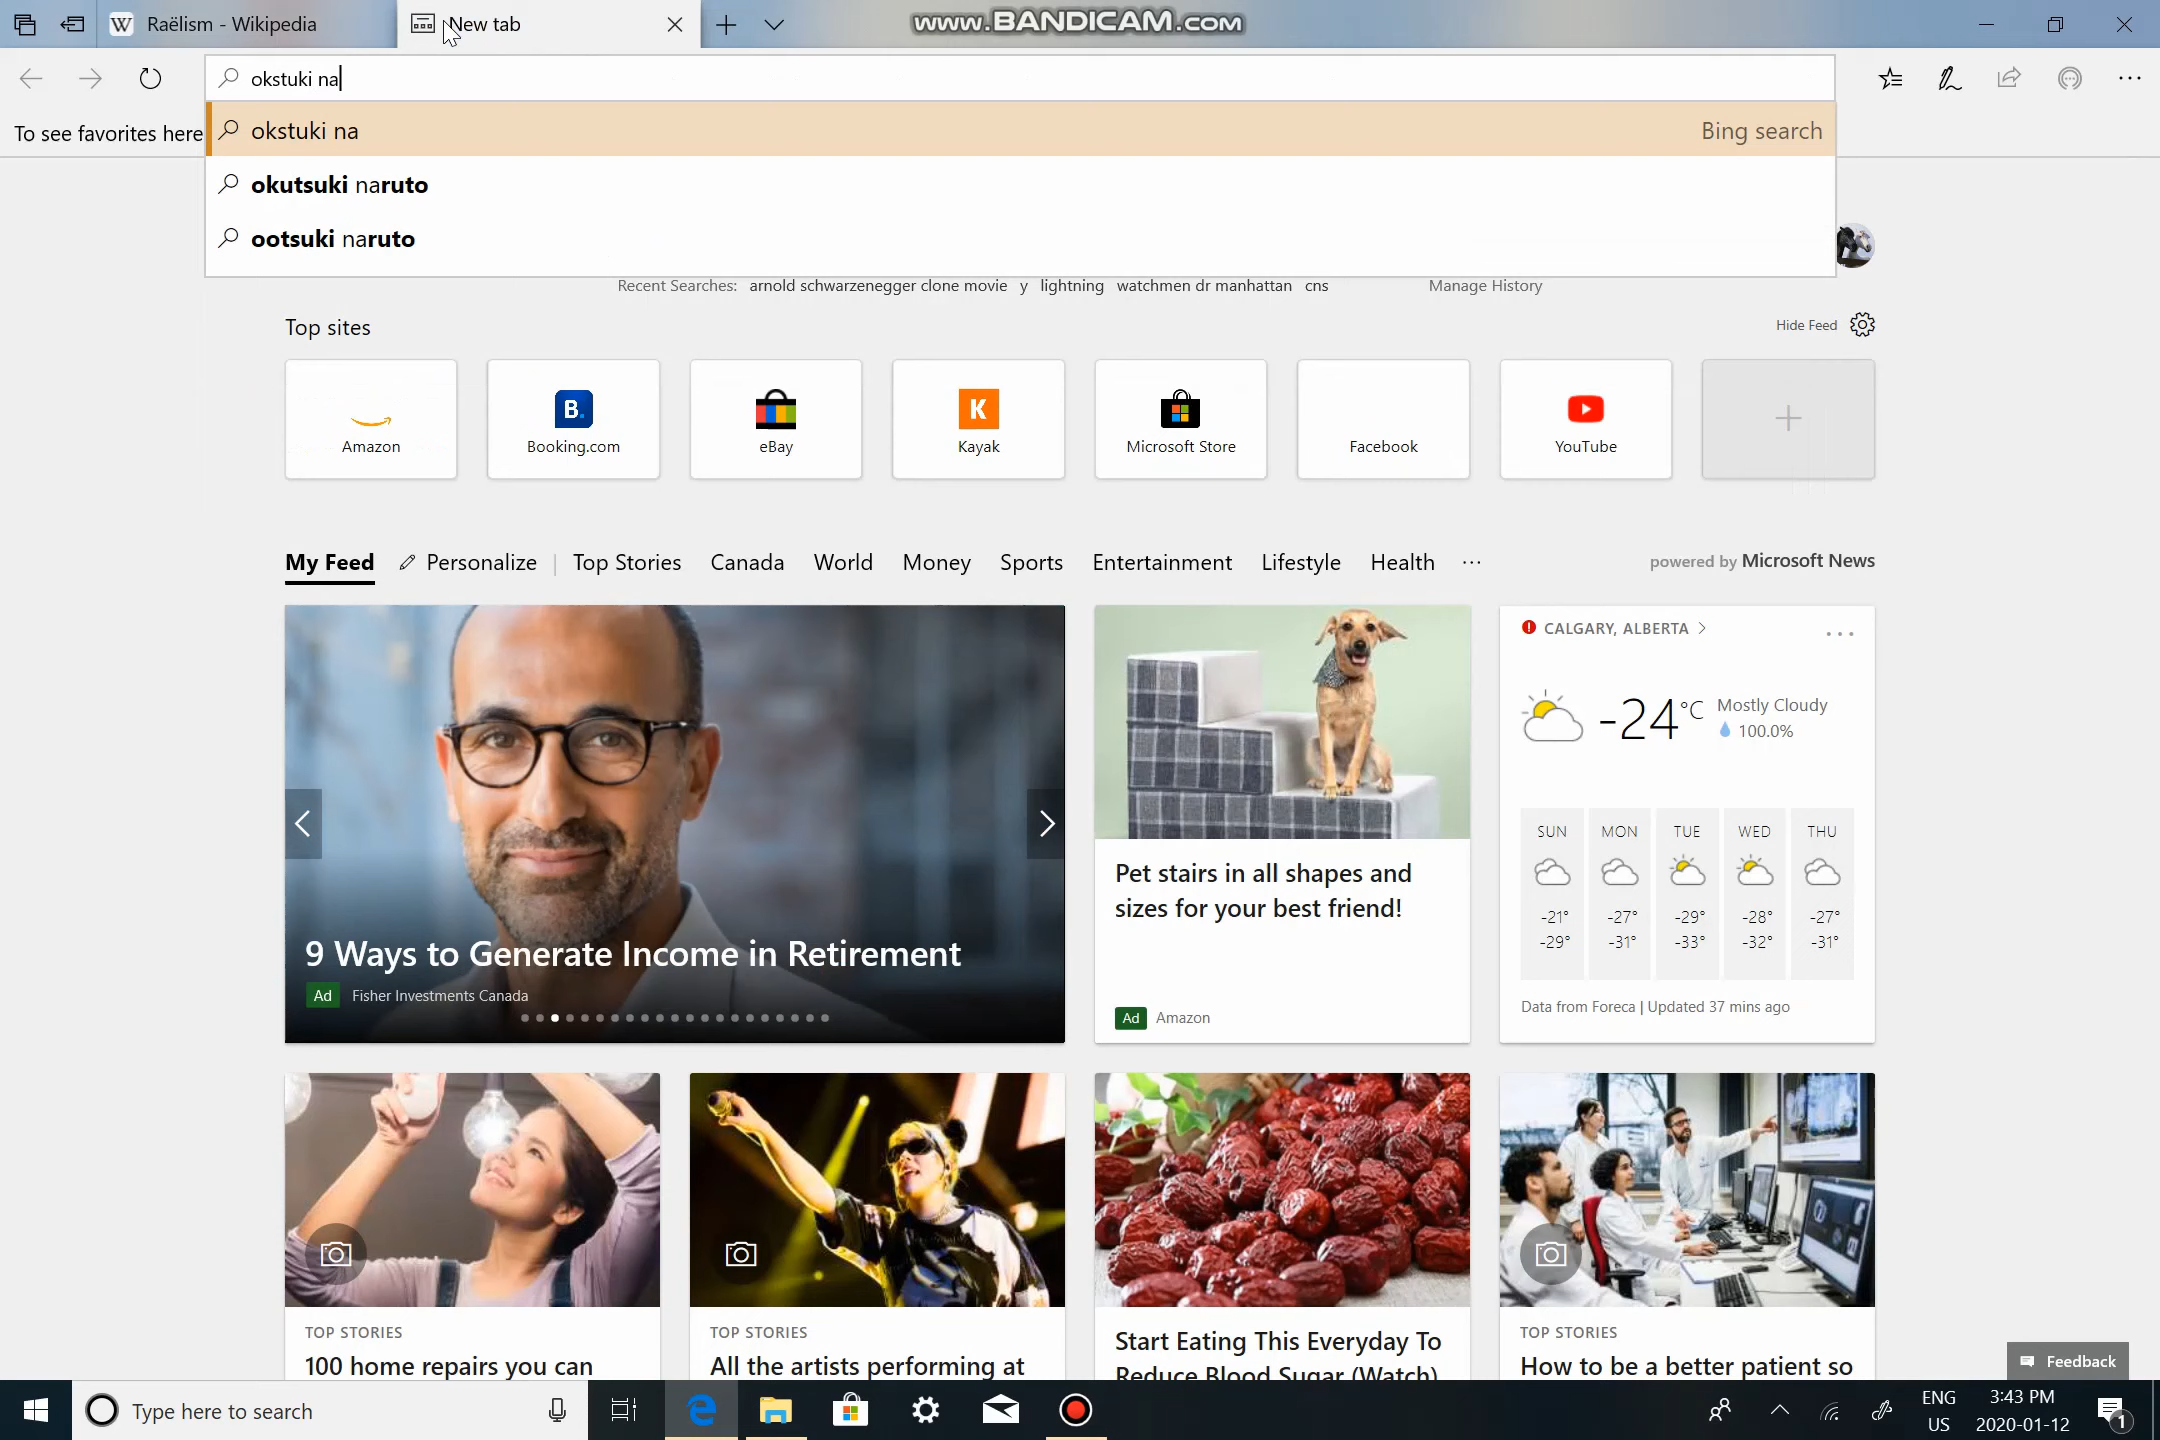 Raëlism - Wikipedia
New tab
www.BANDICAM.com
okstuki na
okstuki na
Bing search
okutsuki naruto
ootsuki naruto
To see favorites here
Recent Searches: arnold schwarzenegger clone movie y lightning watchmen dr manhattan cns
Manage History
Top sites
Hide Feed
Amazon
B.
Booking.com
eBay
K
Kayak
Microsoft Store
Facebook
YouTube
My Feed
Personalize
Top Stories
Canada
World
Money
Sports
Entertainment
Lifestyle
Health
powered by Microsoft News
9 Ways to Generate Income in Retirement
Ad Fisher Investments Canada
Pet stairs in all shapes and
sizes for your best friend!
Ad Amazon
CALGARY, ALBERTA
-24°C
Mostly Cloudy
100.0%
SUN MON TUE WED THU
-21° -27° -29° -28° -27°
-29° -31° -33° -32° -31°
Data from Foreca | Updated 37 mins ago
TOP STORIES
100 home repairs you can
TOP STORIES
All the artists performing at
Start Eating This Everyday To
Reduce Blood Sugar (Watch)
TOP STORIES
How to be a better patient so
Feedback
Type here to search
ENG
US
3:43 PM
2020-01-12
1